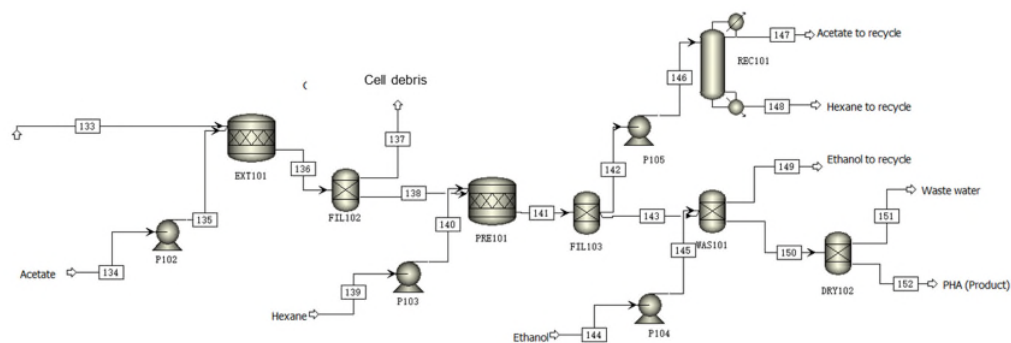 147
Acetate to recycle
REC101
146
Cell debris
148
Hexane to recycle
133
137
P105
Ethanol to recycle
149
136
142
EXT101
138
Waste water
151
FIL102
140
141
143
135
PRE101
FIL103
WAS101
145
150
P102
Acetate
134
139
DRY102
152
PHA (Product)
P103
Hexane
Ethanol
144
P104